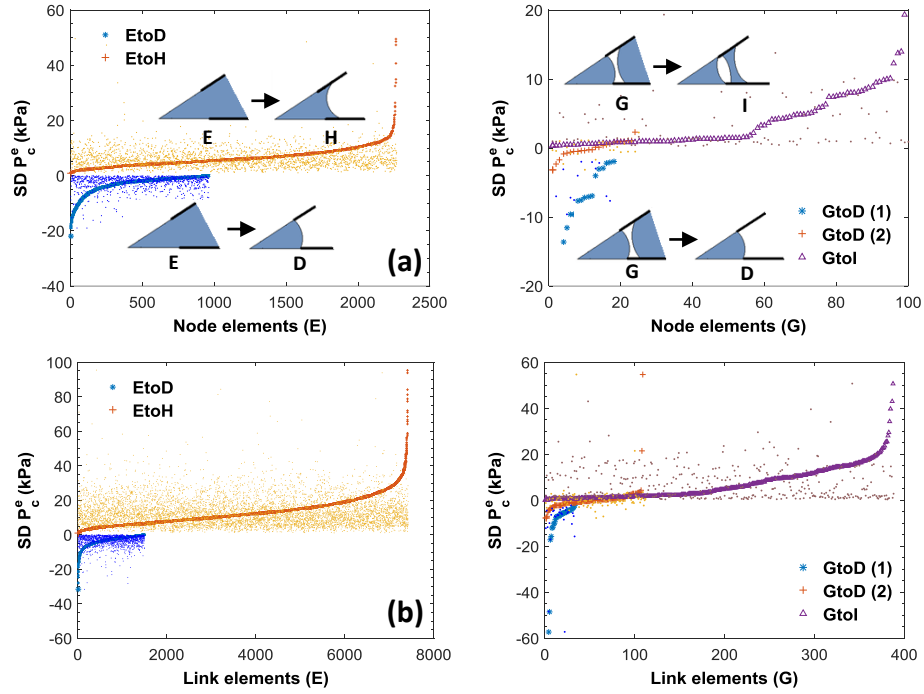 60
40
20
0
-20
-40
0
500
1000
1500
2000
2500
SD P_c^e (kPa)
Node elements (E)
EtoD
EtoH
E
H
E
D
(a)
20
10
0
-10
-20
0
20
40
60
80
100
SD P_c^e (kPa)
Node elements (G)
G
I
G
D
GtoD (1)
GtoD (2)
GtoI
100
80
60
40
20
0
-20
-40
-60
0
2000
4000
6000
8000
SD P_c^e (kPa)
Link elements (E)
EtoD
EtoH
(b)
60
40
20
0
-20
-40
-60
0
100
200
300
400
SD P_c^e (kPa)
Link elements (G)
GtoD (1)
GtoD (2)
GtoI